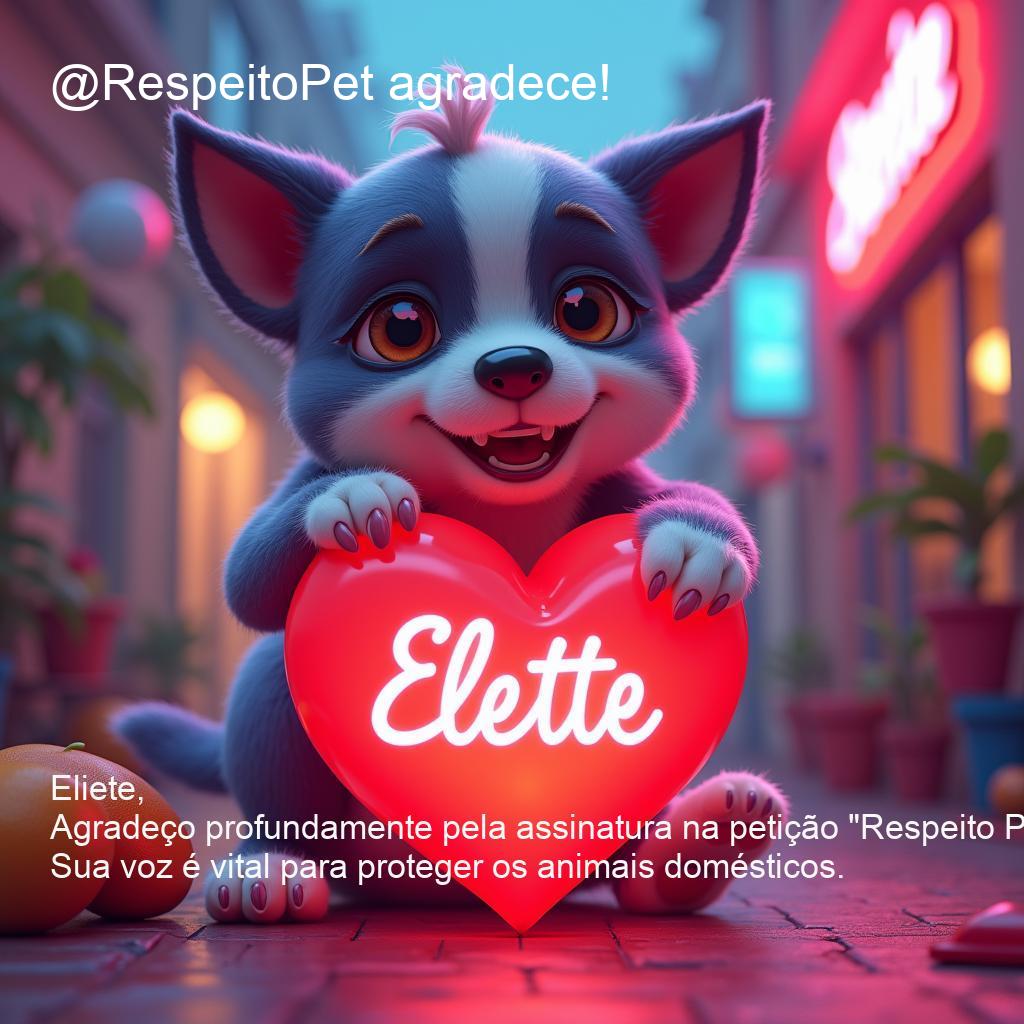 @RespeitoPet agradece!
Elette
Eliete,
Agradeço profundamente pela assinatura na petição "Respeito P
Sua voz é vital para proteger os animais domésticos.